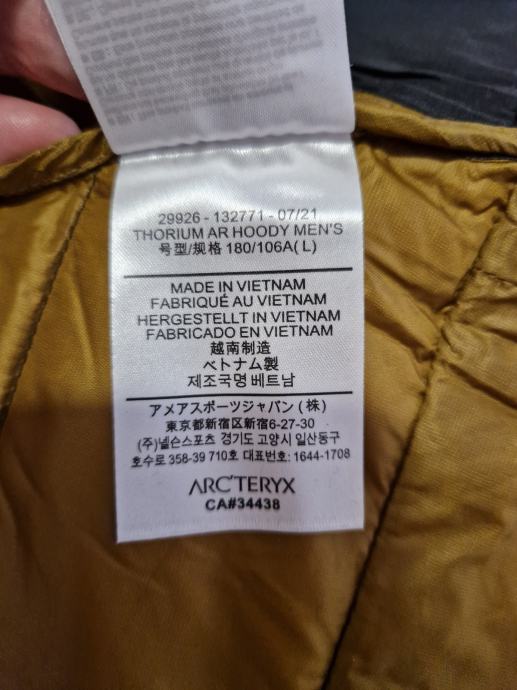 29926 - 132771 - 07/21
THORIUM AR HOODY MEN'S
号型/规格 180/106A( L )
MADE IN VIETNAM
FABRIQUÉ AU VIETNAM
HERGESTELLT IN VIETNAM
FABRICADO EN VIETNAM
越南制造
ベトナム製
제조국명 베트남
アメアスポーツジャパン (株)
東京都新宿区新宿6-27-30
(주)넬슨스포츠 경기도 고양시 일산동구
호수로 358-39 710호 대표번호: 1644-1708
ARC'TERYX
CA#34438